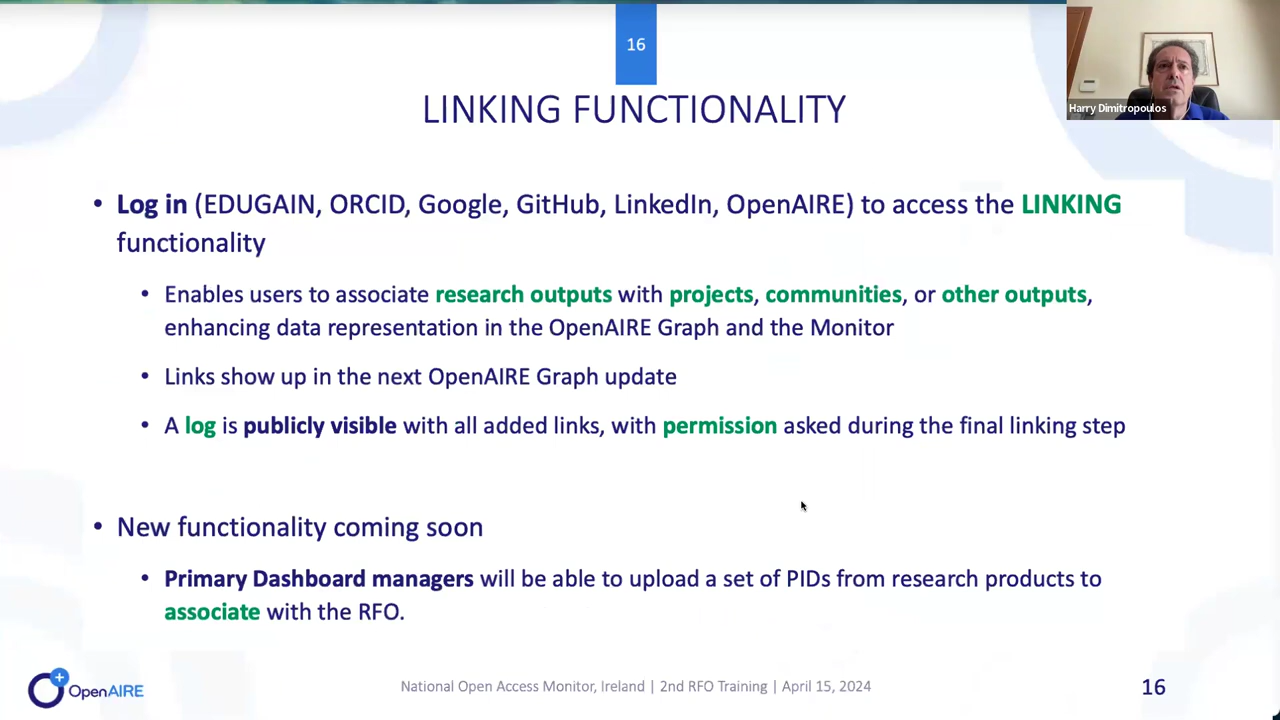 16
Harry Dimitropoulos
LINKING FUNCTIONALITY
• Log in (EDUGAIN, ORCID, Google, GitHub, LinkedIn, OpenAIRE) to access the LINKING
functionality
• Enables users to associate research outputs with projects, communities, or other outputs,
enhancing data representation in the OpenAIRE Graph and the Monitor
• Links show up in the next OpenAIRE Graph update
• A log is publicly visible with all added links, with permission asked during the final linking step
• New functionality coming soon
• Primary Dashboard managers will be able to upload a set of PIDs from research products to
associate with the RFO.
OpenAIRE
National Open Access Monitor, Ireland | 2nd RFO Training | April 15, 2024
16